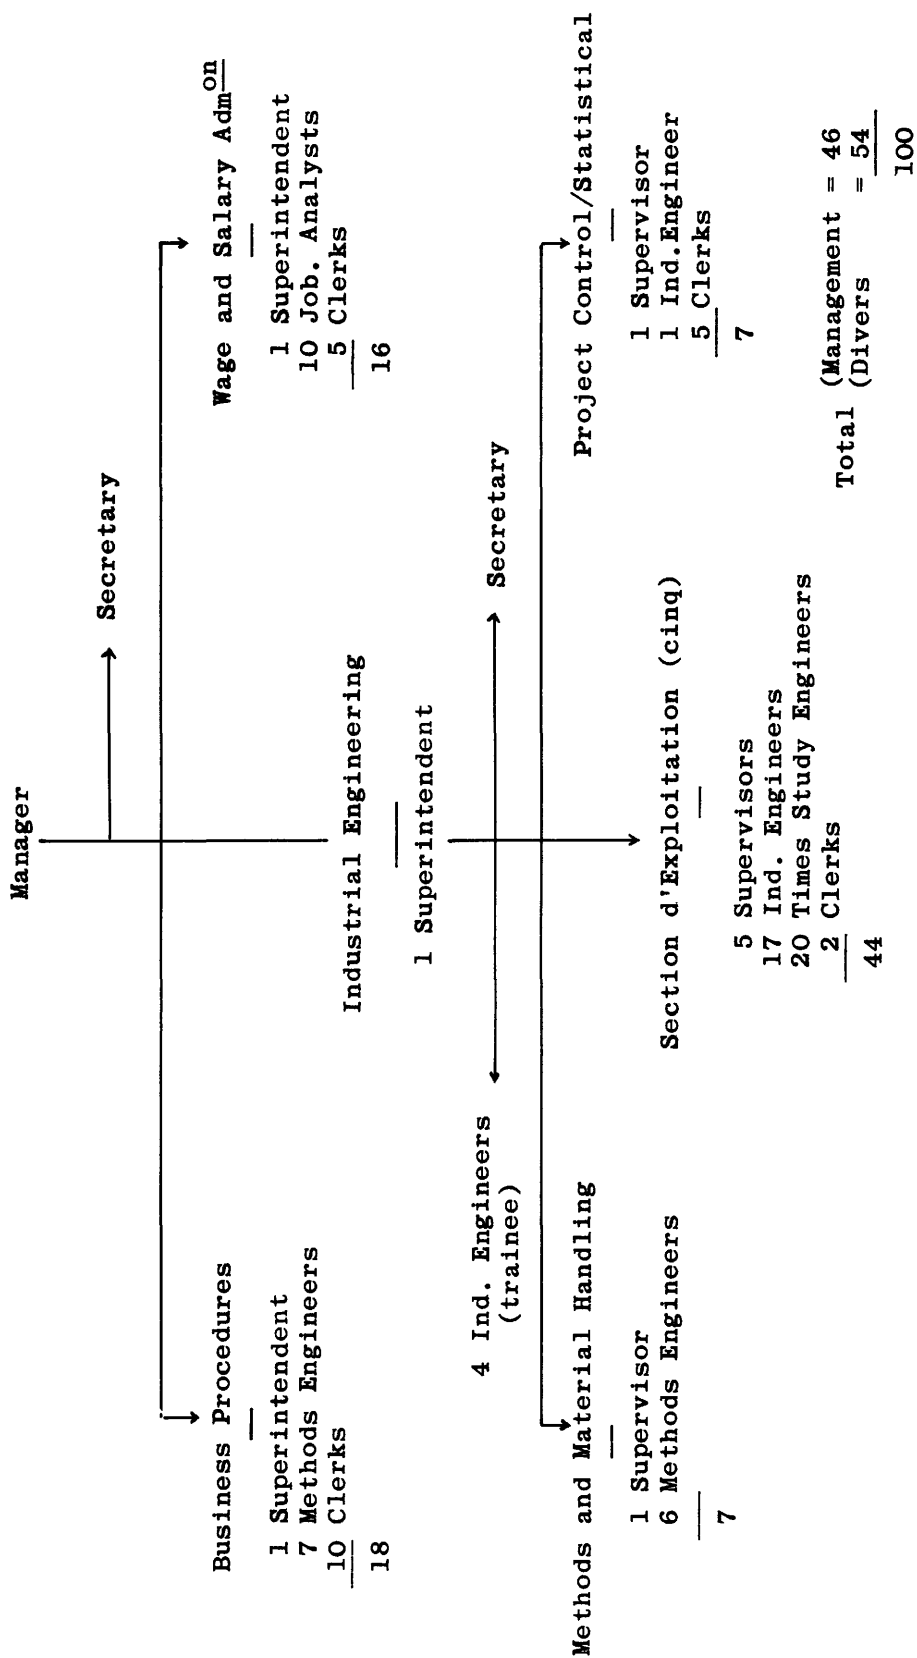 Manager
Secretary
Business Procedures
1 Superintendent
7 Methods Engineers
10 Clerks
18
Wage and Salary Admon
1 Superintendent
10 Job. Analysts
5 Clerks
16
Industrial Engineering
1 Superintendent
4 Ind. Engineers
(trainee)
Secretary
Methods and Material Handling
1 Supervisor
6 Methods Engineers
7
Section d'Exploitation (cinq)
5 Supervisors
17 Ind. Engineers
20 Times Study Engineers
2 Clerks
44
Project Control/Statistical
1 Supervisor
1 Ind.Engineer
5 Clerks
7
Total (Management = 46
(Divers = 54
100